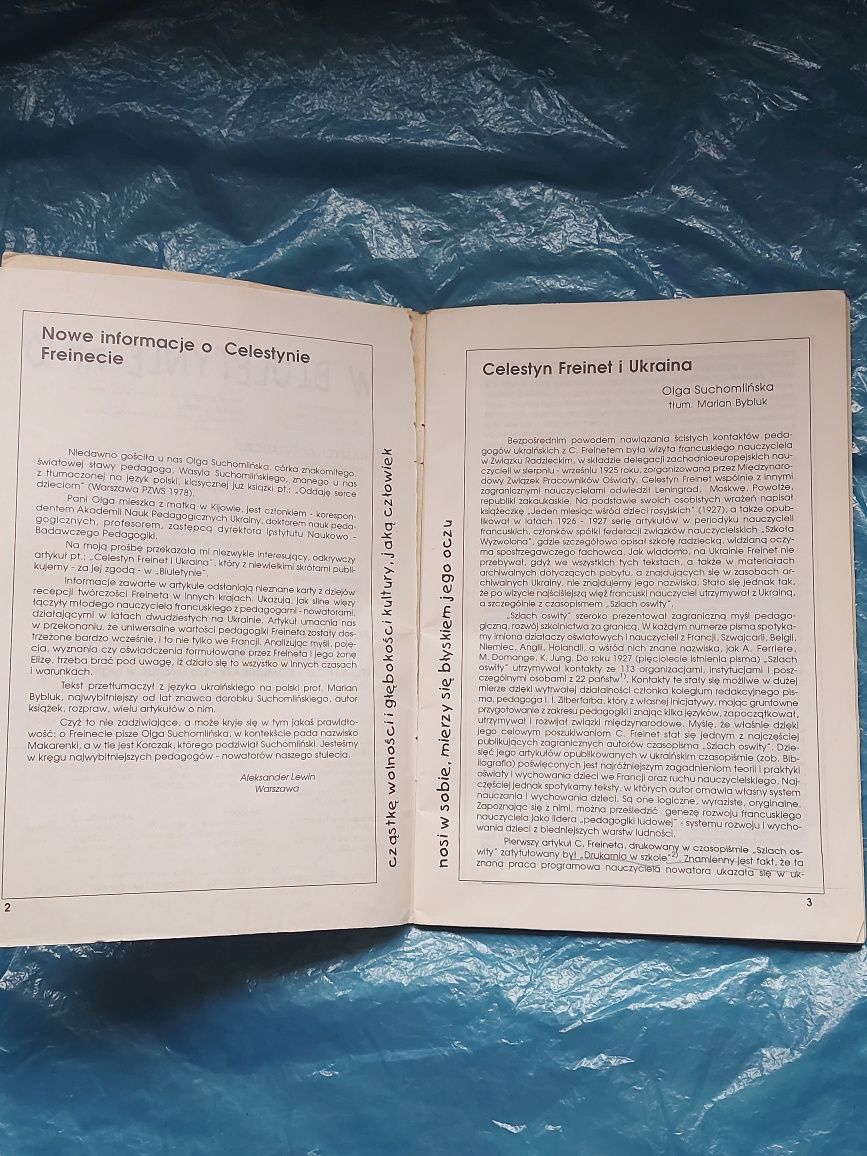 Nowe informacje o Celestynie
Freinecie
Niedawno gościła u nas Olga Suchomlińska, córka znakomitego,
światowej sławy pedagoga, Wasyla Suchomlińskiego, znanego u nas
z tłumaczonej na język polski, klasycznej już książki pt.: „Oddaję serce
dzieciom" (Warszawa PZWS 1978).
Pani Olga mieszka z matką w Kijowie, jest członkiem - korespon-
dentem Akademii Nauk Pedagogicznych Ukrainy, doktorem nauk peda-
gogicznych, profesorem, zastępcą dyrektora Instytutu Naukowo -
Badawczego Pedagogiki.
Na moją prośbę przekazała mi niezwykle interesujący, odkrywczy
artykuł pt.: „Celestyn Freinet i Ukraina", który z niewielkimi skrótami publi-
kujemy - za jej zgodą - w „Biuletynie".
Informacje zawarte w artykule odsłaniają nieznane karty z dziejów
recepcji twórczości Freineta w innych krajach. Ukazują, jak silne więzy
łączyły młodego nauczyciela francuskiego z pedagogami - nowatorami,
działającymi w latach dwudziestych na Ukrainie. Artykuł umacnia nas
w przekonaniu, że uniwersalne wartości pedagogiki Freineta zostały dos-
trzeżone bardzo wcześnie, i to nie tylko we Francji. Analizując myśli, poję-
cia, wyznania czy oświadczenia formułowane przez Freineta i jego żonę
Elizę, trzeba brać pod uwagę, iż działo się to wszystko w innych czasach
i warunkach.
Tekst przetłumaczył z języka ukraińskiego na polski prof. Marian
Bybluk, najwybitniejszy od lat znawca dorobku Suchomlińskiego, autor
książek, rozpraw, wielu artykułów o nim.
Czyż to nie zadziwiające, a może kryje się w tym jakaś prawidło-
wość: o Freinecie pisze Olga Suchomlińska, w kontekście pada nazwisko
Makarenki, a w tle jest Korczak, którego podziwiał Suchomliński. Jesteśmy
w kręgu najwybitniejszych pedagogów - nowatorów naszego stulecia.
Aleksander Lewin
Warszawa
2
cząstkę wolności i głębokości kultury, jaką człowiek
nosi w sobie, mierzy się błyskiem jego oczu
Celestyn Freinet i Ukraina
Olga Suchomlińska
tłum. Marian Bybluk
Bezpośrednim powodem nawiązania ścisłych kontaktów peda-
gogów ukraińskich z C. Freinetem była wizyta francuskiego nauczyciela
w Związku Radzieckim, w składzie delegacji zachodnioeuropejskich nau-
czycieli w sierpniu - wrześniu 1925 roku, zorganizowana przez Międzynaro-
dowy Związek Pracowników Oświaty. Celestyn Freinet wspólnie z innymi
zagranicznymi nauczycielami odwiedził Leningrad, Moskwę, Powołże,
republiki zakaukaskie. Na podstawie swoich osobistych wrażeń napisał
książeczkę „Jeden miesiąc wśród dzieci rosyjskich" (1927), a także opub-
likował w latach 1926 - 1927 serię artykułów w periodyku nauczycieli
francuskich, członków spółki federacji związków nauczycielskich „Szkoła
Wyzwolona", gdzie szczegółowo opisał szkołę radziecką, widzianą oczy-
ma spostrzegawczego fachowca. Jak wiadomo, na Ukrainie Freinet nie
przebywał, gdyż we wszystkich tych tekstach, a także w materiałach
archiwalnych dotyczących pobytu, a znajdujących się w zasobach ar-
chiwalnych Ukrainy, nie znajdujemy jego nazwiska. Stało się jednak tak,
że po wizycie najściślejszą więź francuski nauczyciel utrzymywał z Ukrainą,
a szczególnie z czasopismem „Szlach oswity".
„Szlach oswity" szeroko prezentował zagraniczną myśl pedago-
giczną, rozwój szkolnictwa za granicą. W każdym numerze pisma spotyka-
my imiona działaczy oświatowych i nauczycieli z Francji, Szwajcarii, Belgii,
Niemiec, Anglii, Holandii, a wśród nich znane nazwiska, jak A. Ferriere,
M. Domange, K. Jung. Do roku 1927 (pięciolecie istnienia pisma) „Szlach
oswity" utrzymywał kontakty ze 113 organizacjami, instytucjami i posz-
czególnymi osobami z 22 państw1). Kontakty te stały się możliwe w dużej
mierze dzięki wytrwałej działalności członka kolegium redakcyjnego pis-
ma, pedagoga I. I. Zilberfarba, który z własnej inicjatywy, mając gruntowne
przygotowanie z zakresu pedagogiki i znając kilka języków, zapoczątkował,
utrzymywał i rozwijał związki międzynarodowe. Myślę, że właśnie dzięki
jego celowym poszukiwaniom C. Freinet stał się jednym z najczęściej
publikujących zagranicznych autorów czasopisma „Szlach oswity". Dzie-
sięć jego artykułów opublikowanych w ukraińskim czasopiśmie (zob. Bib-
liografia) poświęconych jest najróżniejszym zagadnieniom teorii i praktyki
oświaty i wychowania dzieci we Francji oraz ruchu nauczycielskiego. Naj-
częściej jednak spotykamy teksty, w których autor omawia własny system
nauczania i wychowania dzieci. Są one logiczne, wyraziste, oryginalne.
Zapoznając się z nimi, można prześledzić genezę rozwoju francuskiego
nauczyciela jako lidera „pedagogiki ludowej" - systemu rozwoju i wycho-
wania dzieci z biedniejszych warstw ludności.
Pierwszy artykuł C. Freineta, drukowany w czasopiśmie „Szlach os-
wity" zatytułowany był „Drukarnia w szkole"2). Znamienny jest fakt, że ta
znana praca programowa nauczyciela nowatora ukazała się w uk-
3